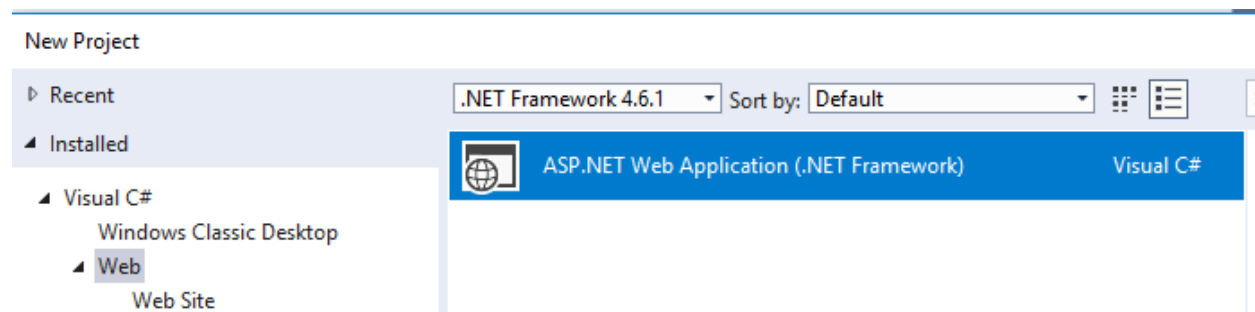 New Project
Recent
.NET Framework 4.6.1 Sort by: Default
Installed
ASP.NET Web Application (.NET Framework) Visual C#
Visual C#
Windows Classic Desktop
Web
Web Site